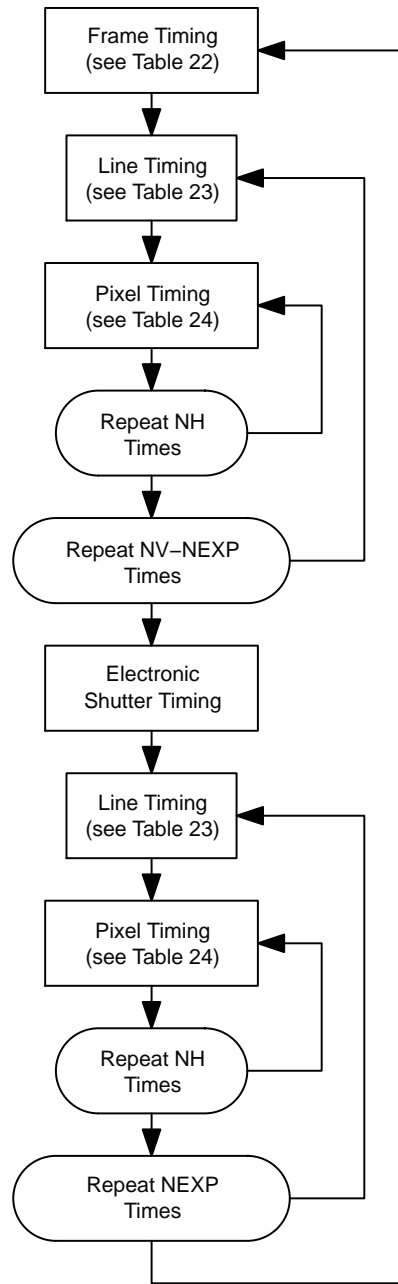 Frame Timing
(see Table 22)
Line Timing
(see Table 23)
Pixel Timing
(see Table 24)
Repeat NH
Times
Repeat NV−NEXP
Times
Electronic
Shutter Timing
Line Timing
(see Table 23)
Pixel Timing
(see Table 24)
Repeat NH
Times
Repeat NEXP
Times